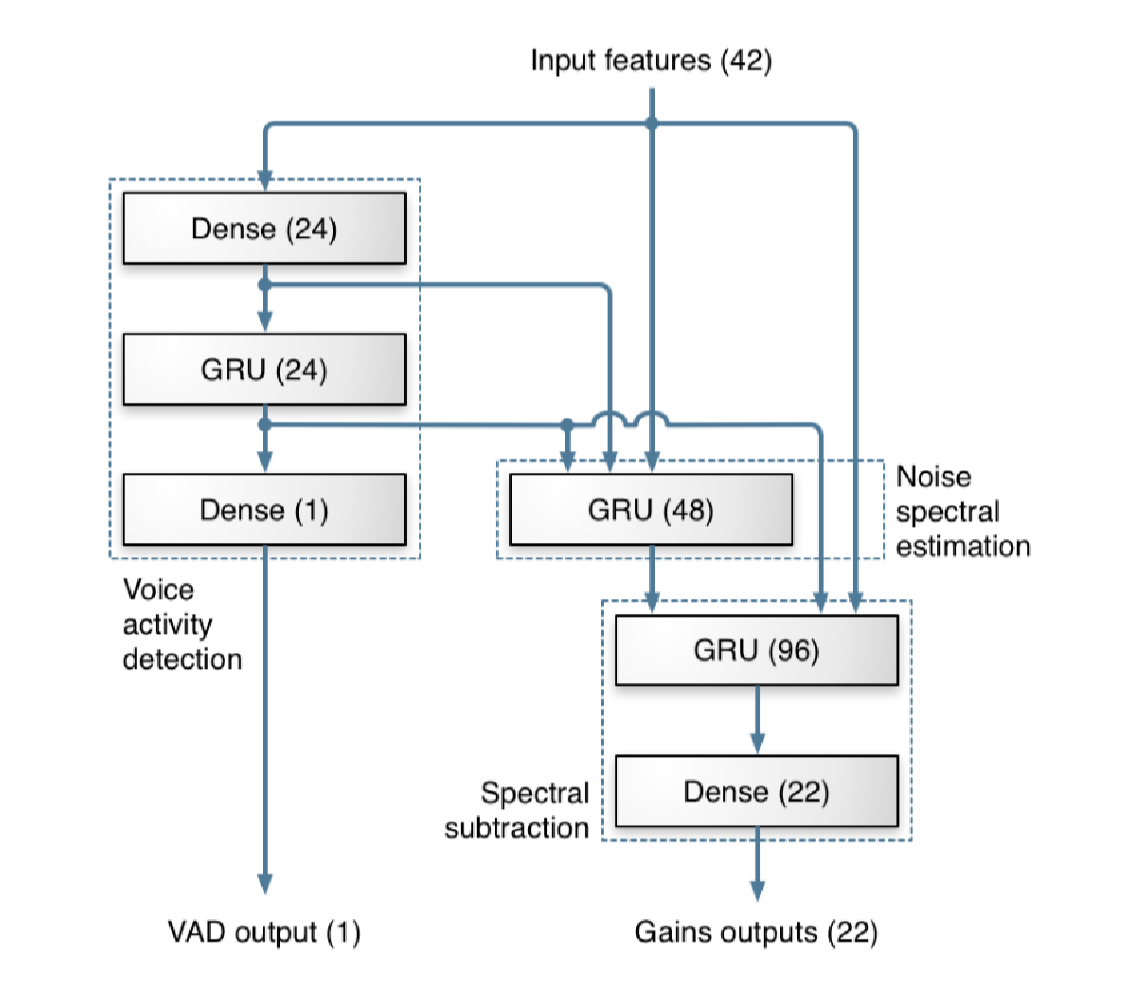 Input features (42)
Dense (24)
GRU (24)
Dense (1)
Voice
activity
detection
GRU (48)
Noise
spectral
estimation
GRU (96)
Dense (22)
Spectral
subtraction
VAD output (1)
Gains outputs (22)